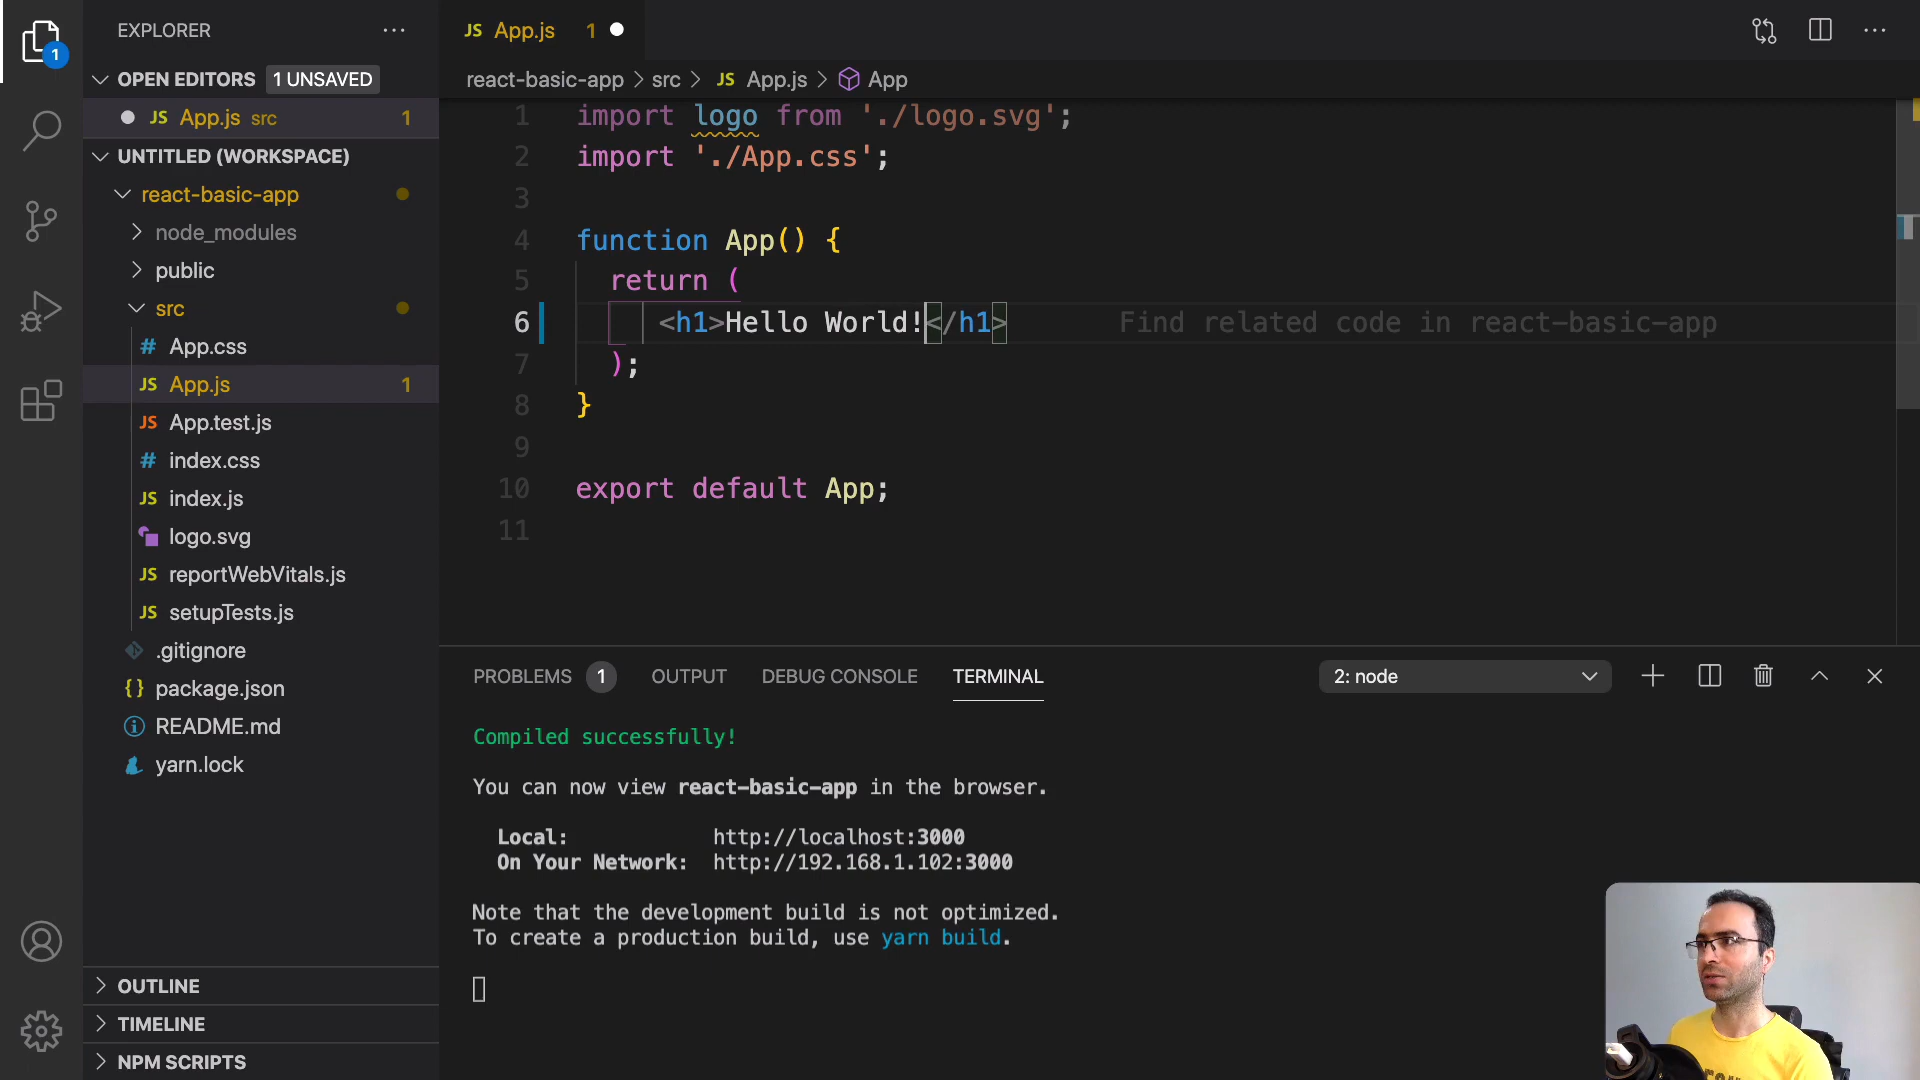 EXPLORER
1
OPEN EDITORS 1 UNSAVED
JS App.js src 1
UNTITLED (WORKSPACE)
react-basic-app
node_modules
public
src
# App.css
JS App.js 1
JS App.test.js
# index.css
JS index.js
logo.svg
JS reportWebVitals.js
JS setupTests.js
.gitignore
{} package.json
README.md
yarn.lock
OUTLINE
TIMELINE
NPM SCRIPTS
JS App.js 1
react-basic-app > src > JS App.js > App
1 import logo from './logo.svg';
2 import './App.css';
3
4 function App() {
5 return (
6 <h1>Hello World!</h1> Find related code in react-basic-app
7 );
8 }
9
10 export default App;
11
PROBLEMS 1 OUTPUT DEBUG CONSOLE TERMINAL 2: node
Compiled successfully!
You can now view react-basic-app in the browser.
Local: http://localhost:3000
On Your Network: http://192.168.1.102:3000
Note that the development build is not optimized.
To create a production build, use yarn build.